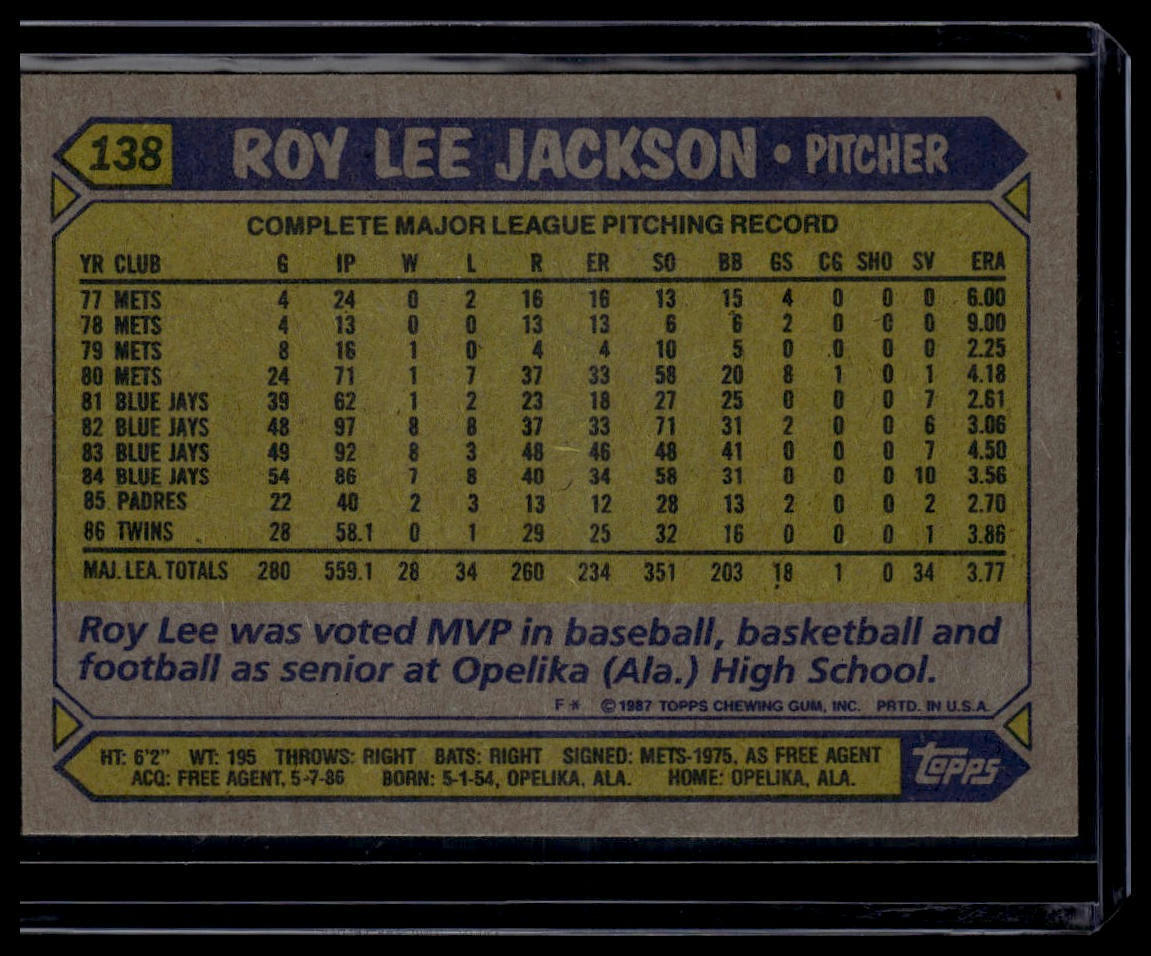 138 ROY LEE JACKSON • PITCHER
COMPLETE MAJOR LEAGUE PITCHING RECORD
YR CLUB G IP W L R ER SO BB GS CG SHO SV ERA
77 METS 4 24 0 2 16 16 13 15 4 0 0 0 6.00
78 METS 4 13 0 0 13 13 6 6 2 0 0 0 9.00
79 METS 8 16 1 0 4 4 10 5 0 0 0 0 2.25
80 METS 24 71 1 7 37 33 58 20 8 1 0 1 4.18
81 BLUE JAYS 39 62 1 2 23 18 27 25 0 0 0 7 2.61
82 BLUE JAYS 48 97 8 8 37 33 71 31 2 0 0 6 3.06
83 BLUE JAYS 49 92 8 3 48 46 48 41 0 0 0 7 4.50
84 BLUE JAYS 54 86 7 8 40 34 58 31 0 0 0 10 3.56
85 PADRES 22 40 2 3 13 12 28 13 2 0 0 2 2.70
86 TWINS 28 58.1 0 1 29 25 32 16 0 0 0 1 3.86
MAJ. LEA. TOTALS 280 559.1 28 34 260 234 351 203 18 1 0 34 3.77
Roy Lee was voted MVP in baseball, basketball and
football as senior at Opelika (Ala.) High School.
F* ©1987 TOPPS CHEWING GUM, INC. PRTD. IN U.S.A.
HT: 6'2" WT: 195 THROWS: RIGHT BATS: RIGHT SIGNED: METS-1975, AS FREE AGENT
ACQ: FREE AGENT, 5-7-86 BORN: 5-1-54, OPELIKA, ALA. HOME: OPELIKA, ALA.
Topps